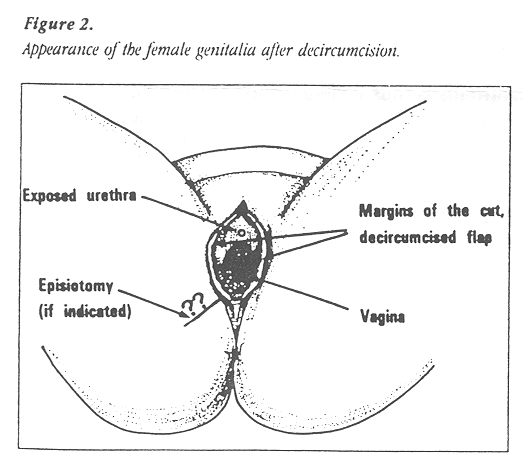 Figure 2.
Appearance of the female genitalia after decircumcision.
Exposed urethra
Margins of the cut,
decircumcised flap
Episiotomy
(if indicated)
??
Vagina